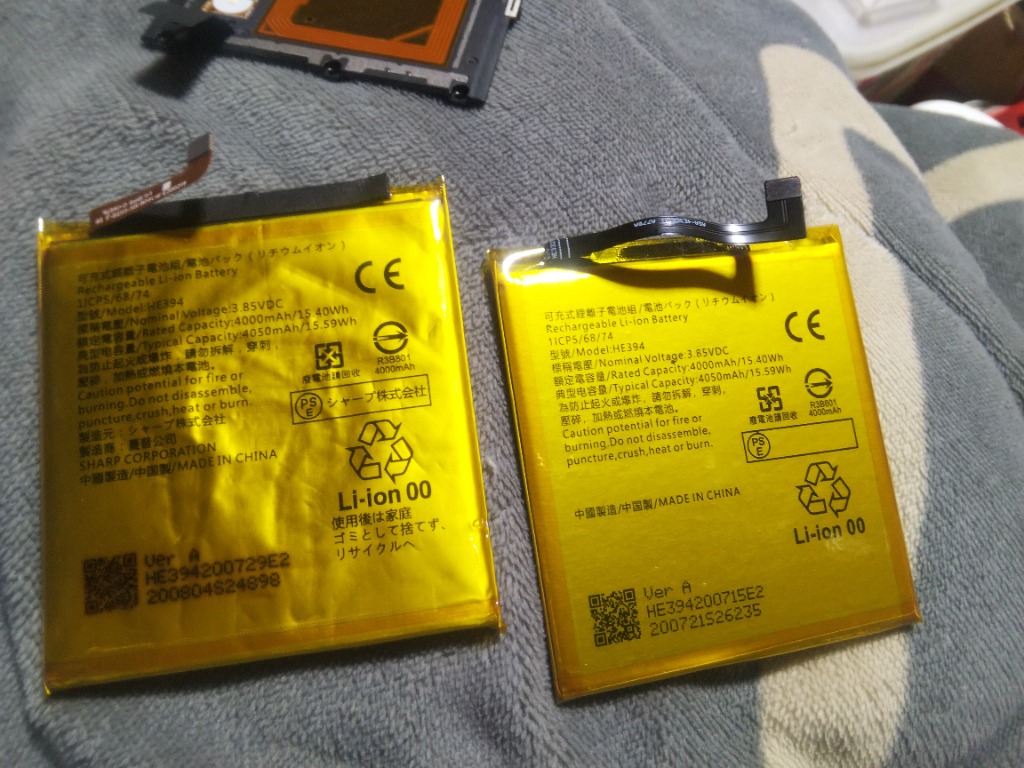 可充式鋰離子電池組/電池パック(リチウムイオン)
Rechargeable Li-ion Battery
1ICP5/68/74
型號/Model:HE394
標稱電壓/Nominal Voltage:3.85VDC
額定電容量/Rated Capacity:4000mAh/15.40Wh
典型电容量/Typical Capacity:4050mAh/15.59Wh
為防止起火或爆炸，請勿拆解，穿刺，
壓碎，加熱或燃燒本電池。
Caution potential for fire or
burning.Do not disassemble,
puncture,crush,heat or burn.
製造元：シャープ株式会社
製造商：夏普公司
SHARP CORPORATION
中國製造/中国製/MADE IN CHINA
CE
R3B801
4000mAh
廢電池請回收
PSE シャープ株式会社
Li-ion 00
使用後は家庭
ゴミとして捨てず、
リサイクルへ
Ver A
HE394200729E2
200804824898
可充式鋰離子電池組/電池パック(リチウムイオン)
Rechargeable Li-ion Battery
1ICP5/68/74
型號/Model:HE394
標稱電壓/Nominal Voltage:3.85VDC
額定電容量/Rated Capacity:4000mAh/15.40Wh
典型电容量/Typical Capacity:4050mAh/15.59Wh
為防止起火或爆炸，請勿拆解，穿刺，
壓碎，加熱或燃燒本電池。
Caution potential for fire or
burning.Do not disassemble,
puncture,crush,heat or burn.
中國製造/中国製/MADE IN CHINA
CE
R3B801
4000mAh
廢電池請回收
PSE
Li-ion 00
Ver A
HE394200715E2
200721526235